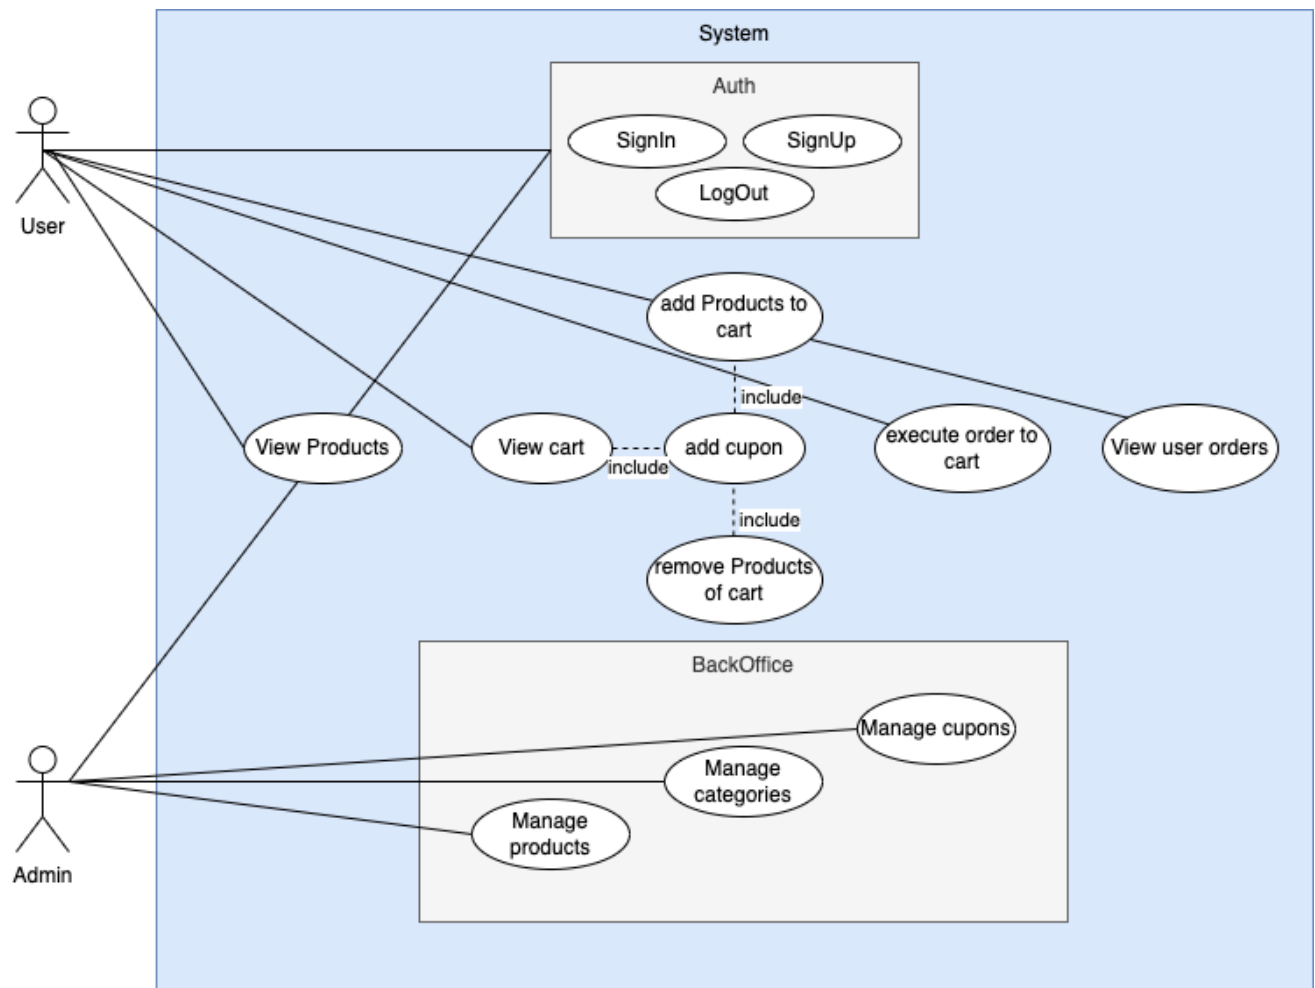 System
Auth
SignIn
SignUp
LogOut
User
add Products to
cart
include
View Products
View cart
include
add cupon
execute order to
cart
View user orders
include
remove Products
of cart
BackOffice
Manage cupons
Manage
categories
Manage
products
Admin